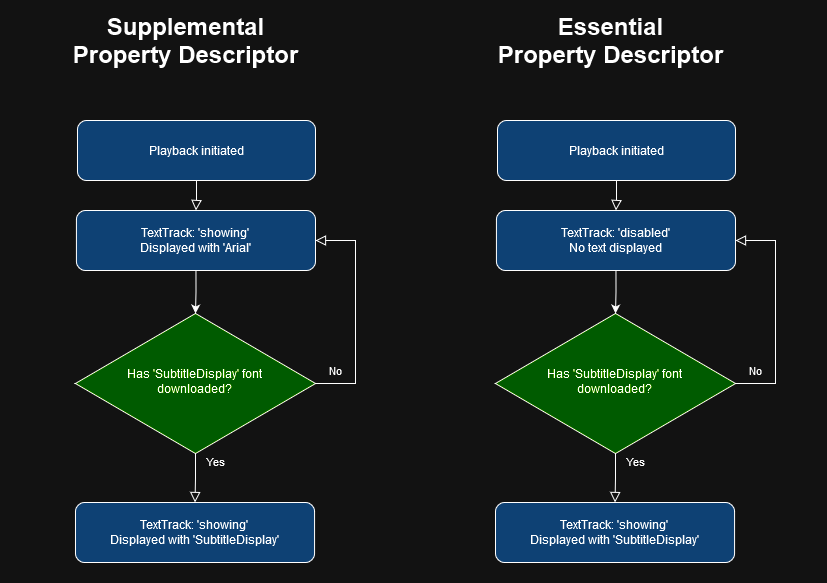 Supplemental
Property Descriptor
Playback initiated
TextTrack: 'showing'
Displayed with 'Arial'
Has 'SubtitleDisplay' font
downloaded?
No
Yes
TextTrack: 'showing'
Displayed with 'SubtitleDisplay'
Essential
Property Descriptor
Playback initiated
TextTrack: 'disabled'
No text displayed
Has 'SubtitleDisplay' font
downloaded?
No
Yes
TextTrack: 'showing'
Displayed with 'SubtitleDisplay'